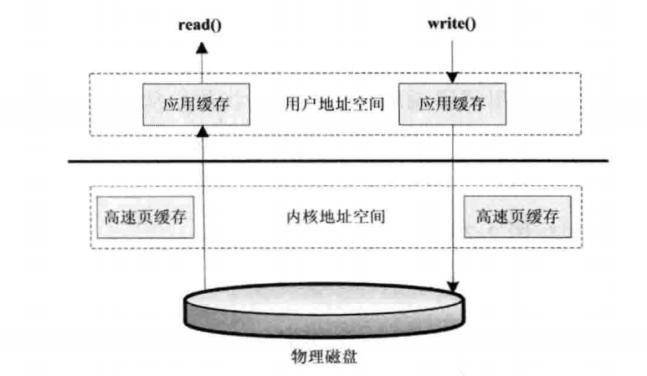 read()
write()
应用缓存
用户地址空间
应用缓存
高速页缓存
内核地址空间
高速页缓存
物理磁盘